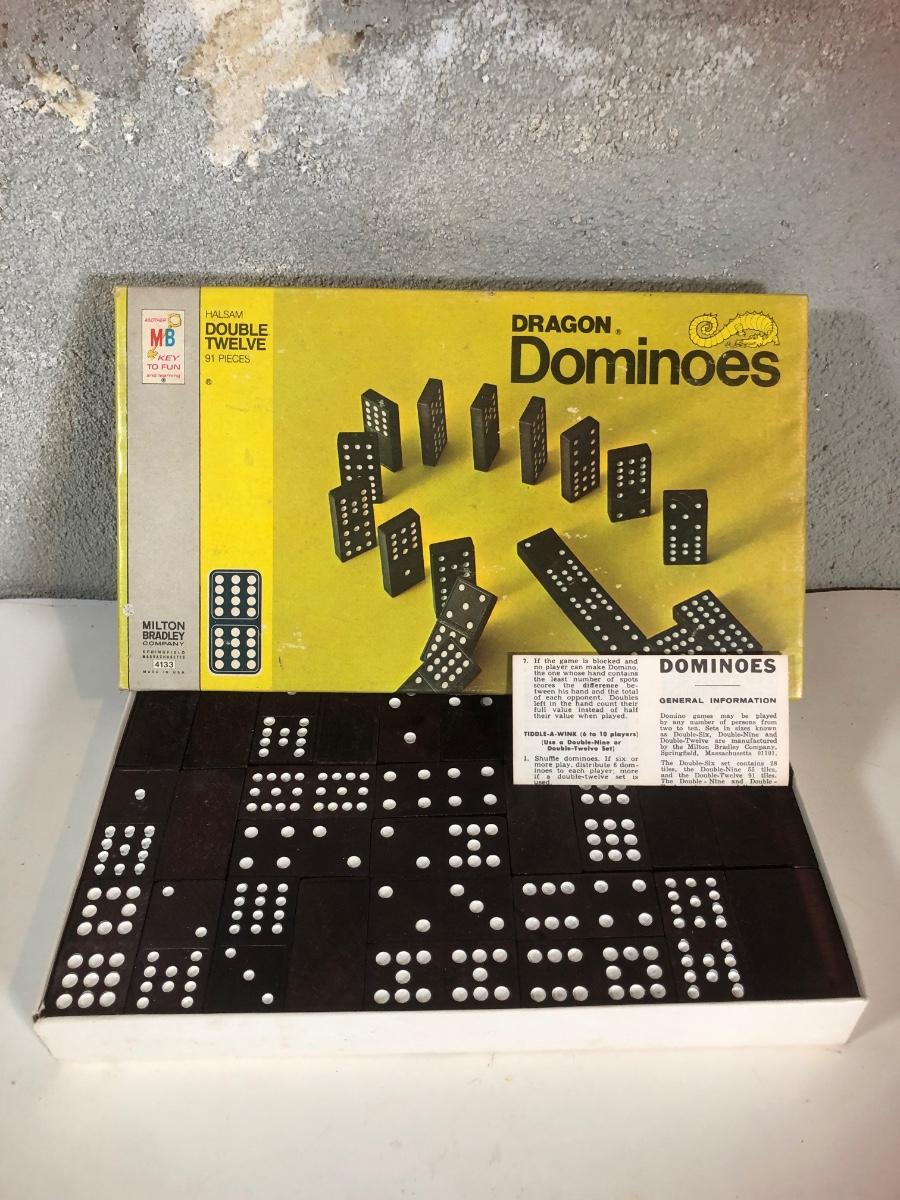 ANOTHER
MB
KEY
TO FUN
and learning
®
HALSAM
DOUBLE
TWELVE
91 PIECES
®
DRAGON®
Dominoes
MILTON
BRADLEY
COMPANY
SPRINGFIELD
MASSACHUSETTS
4133
MADE IN U.S.A.
7. If the game is blocked and
no player can make Domino,
the one whose hand contains
the least number of spots
scores the difference be-
tween his hand and the total
of each opponent. Doubles
left in the hand count their
full value instead of half
their value when played.
TIDDLE-A-WINK (6 to 10 players)
(Use a Double-Nine or
Double-Twelve Set)
1. Shuffle dominoes. If six or
more play, distribute 6 dom-
inoes to each player; more
if a double-twelve set is
used.
DOMINOES
GENERAL INFORMATION
Domino games may be played
by any number of persons from
two to ten. Sets in sizes known
as Double-Six, Double-Nine and
Double-Twelve are manufactured
by the Milton Bradley Company,
Springfield, Massachusetts 01101.
The Double-Six set contains 28
tiles, the Double-Nine 55 tiles,
and the Double-Twelve 91 tiles.
The Double-Nine and Double-